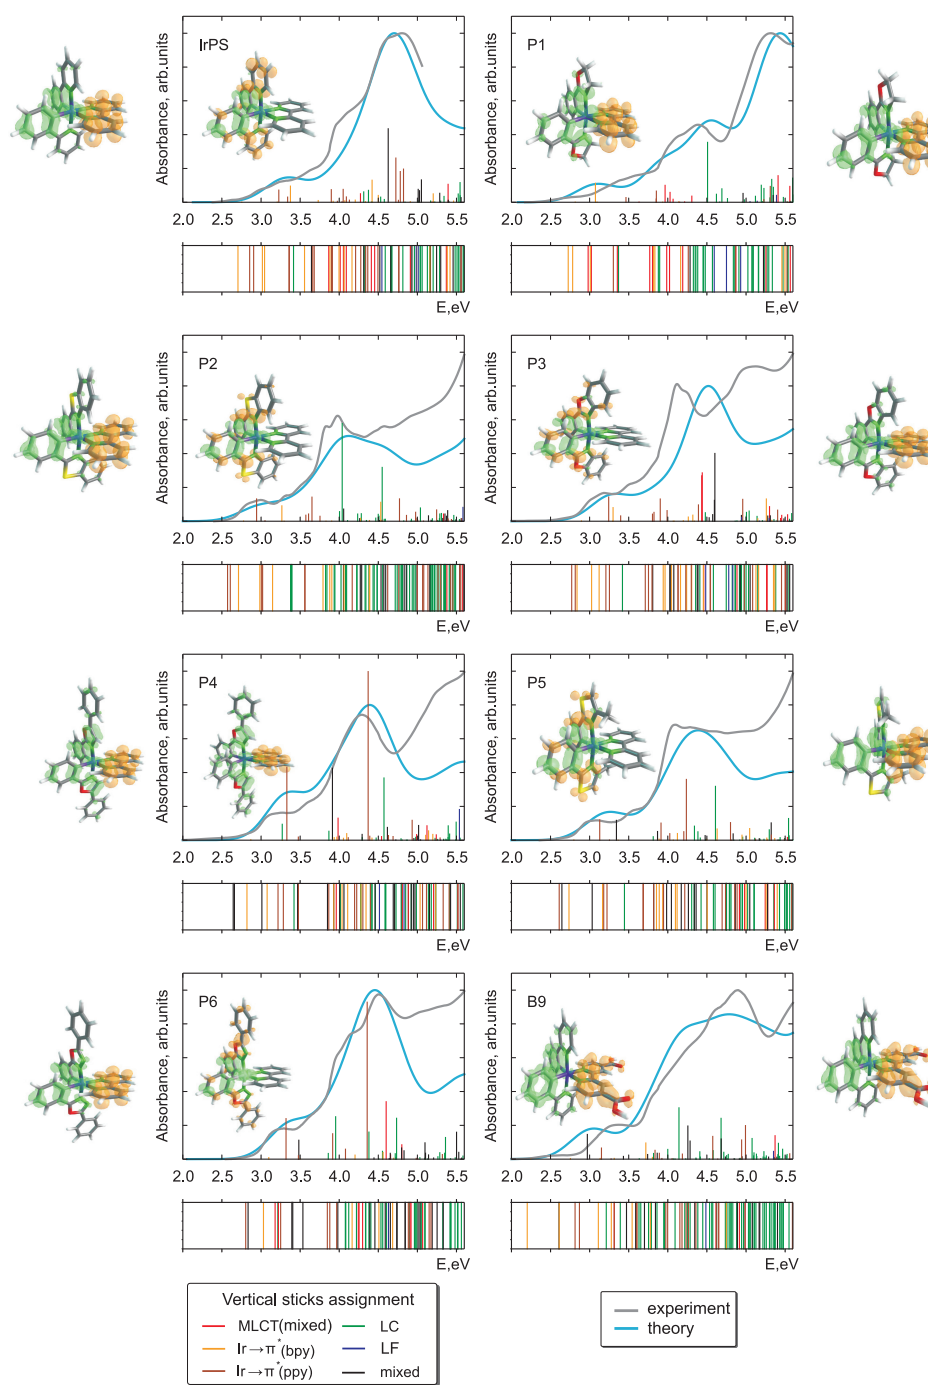 IrPS
Absorbance, arb.units
2.0 2.5 3.0 3.5 4.0 4.5 5.0 5.5
E,eV
P1
Absorbance, arb.units
2.0 2.5 3.0 3.5 4.0 4.5 5.0 5.5
E,eV
P2
Absorbance, arb.units
2.0 2.5 3.0 3.5 4.0 4.5 5.0 5.5
E,eV
P3
Absorbance, arb.units
2.0 2.5 3.0 3.5 4.0 4.5 5.0 5.5
E,eV
P4
Absorbance, arb.units
2.0 2.5 3.0 3.5 4.0 4.5 5.0 5.5
E,eV
P5
Absorbance, arb.units
2.0 2.5 3.0 3.5 4.0 4.5 5.0 5.5
E,eV
P6
Absorbance, arb.units
2.0 2.5 3.0 3.5 4.0 4.5 5.0 5.5
E,eV
B9
Absorbance, arb.units
2.0 2.5 3.0 3.5 4.0 4.5 5.0 5.5
E,eV
Vertical sticks assignment
MLCT(mixed)
Ir→π*(bpy)
Ir→π*(ppy)
LC
LF
mixed
experiment
theory